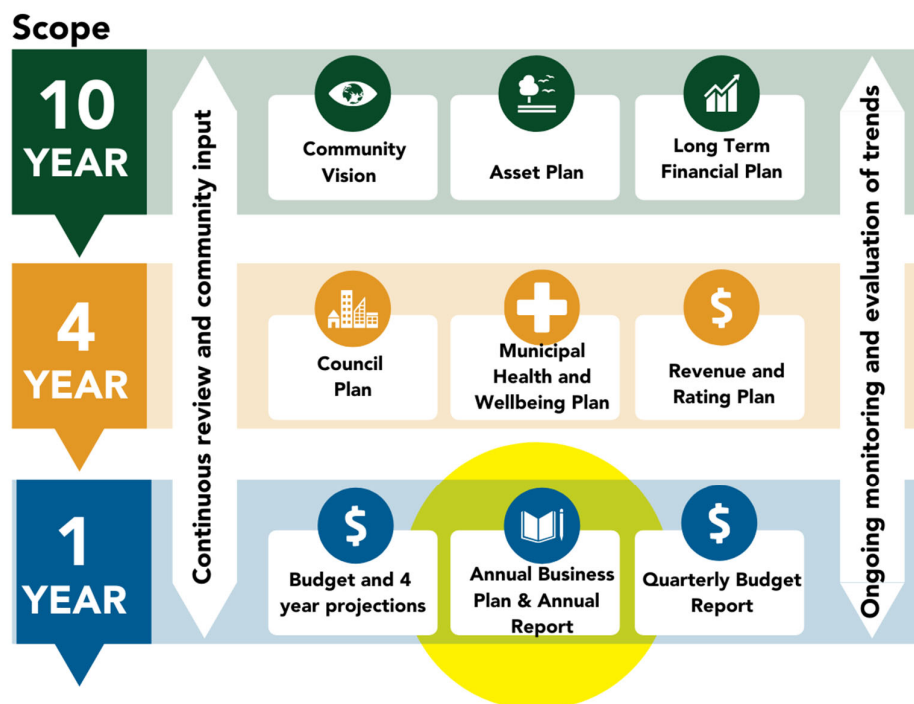 Scope
10
YEAR
Continuous review and community input
Community
Vision
Asset Plan
Long Term
Financial Plan
Ongoing monitoring and evaluation of trends
4
YEAR
Council
Plan
Municipal
Health and
Wellbeing Plan
$
Revenue and
Rating Plan
1
YEAR
$
Budget and 4
year projections
Annual Business
Plan & Annual
Report
$
Quarterly Budget
Report